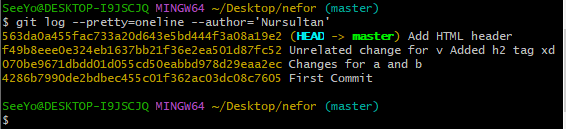 SeeYo@DESKTOP-I9JSCJQ MINGW64 ~/Desktop/nefor (master)
$ git log --pretty=oneline --author='Nursultan'
563da0a455fac733a20d643e5bd444f3a08a19e2 (HEAD -> master) Add HTML header
f49b8eee0e324eb1637bb21f36e2ea501d87fc52 Unrelated change for v Added h2 tag xd
070be9671dbdd01d055cd50eabbd978d29eaa2ec Changes for a and b
4286b7990de2bdbec455c01f362ac03dc08c7605 First Commit
SeeYo@DESKTOP-I9JSCJQ MINGW64 ~/Desktop/nefor (master)
$